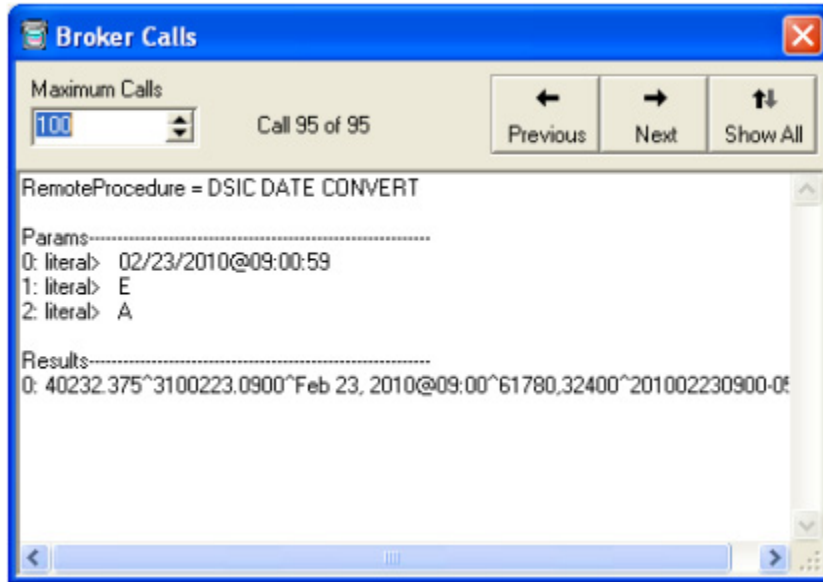 Broker Calls
Maximum Calls
100
Call 95 of 95
Previous
Next
Show All
RemoteProcedure = DSIC DATE CONVERT
Params------------------------------------------------------------
0: literal> 02/23/2010@09:00:59
1: literal> E
2: literal> A
Results------------------------------------------------------------
0: 40232.375^3100223.0900^Feb 23, 2010@09:00^61780,32400^201002230900-05